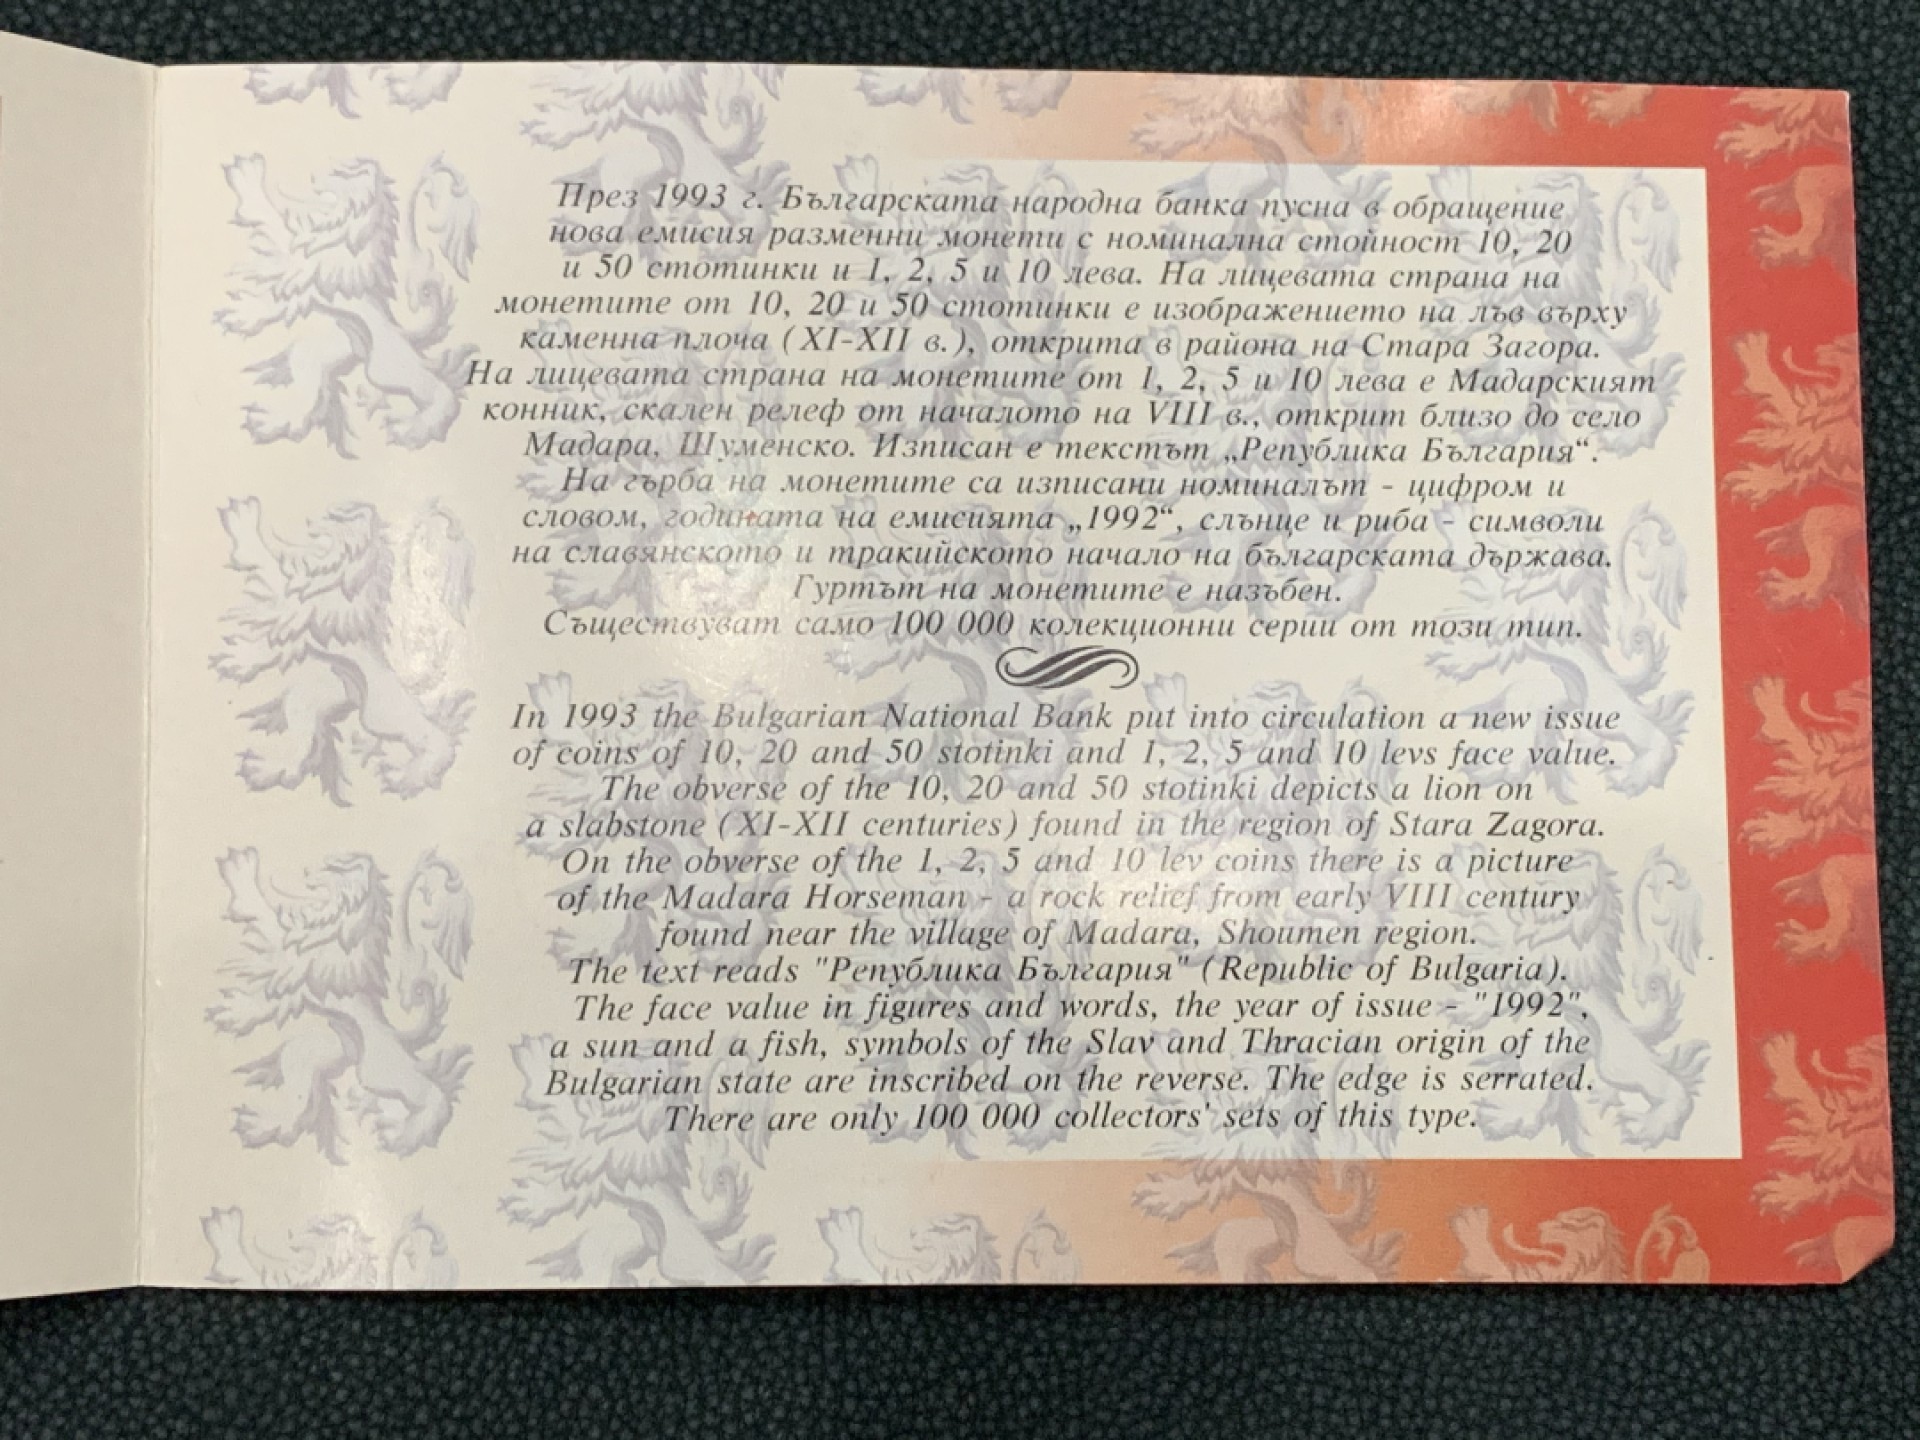 През 1993 г. Българската народна банка пусна в обращение
нова емисия разменни монети с номинална стойност 10, 20
и 50 стотинки и 1, 2, 5 и 10 лева. На лицевата страна на
монетите от 10, 20 и 50 стотинки е изображението на лъв върху
каменна плоча (XI-XII в.), открита в района на Стара Загора.
На лицевата страна на монетите от 1, 2, 5 и 10 лева е Мадарският
конник, скален релеф от началото на VIII в., открит близо до село
Мадара, Шуменско. Изписан е текстът „Република България“.
На гърба на монетите са изписани номиналът - цифром и
словом, годината на емисията „1992“, слънце и риба - символи
на славянското и тракийското начало на българската държава.
Гуртът на монетите е назъбен.
Съществуват само 100 000 колекционни серии от този тип.
In 1993 the Bulgarian National Bank put into circulation a new issue
of coins of 10, 20 and 50 stotinki and 1, 2, 5 and 10 levs face value.
The obverse of the 10, 20 and 50 stotinki depicts a lion on
a slabstone (XI-XII centuries) found in the region of Stara Zagora.
On the obverse of the 1, 2, 5 and 10 lev coins there is a picture
of the Madara Horseman - a rock relief from early VIII century
found near the village of Madara, Shoumen region.
The text reads "Република България" (Republic of Bulgaria).
The face value in figures and words, the year of issue - "1992",
a sun and a fish, symbols of the Slav and Thracian origin of the
Bulgarian state are inscribed on the reverse. The edge is serrated.
There are only 100 000 collectors' sets of this type.